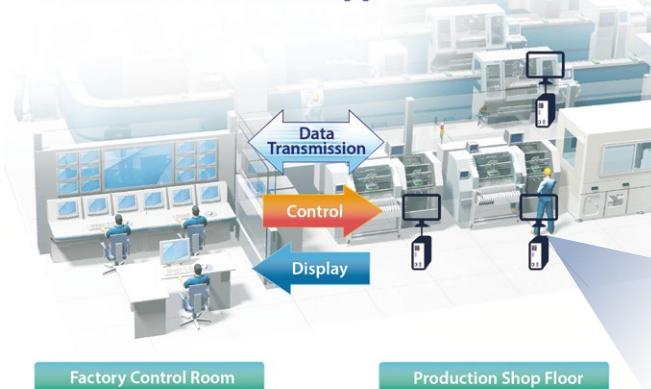 Data
Transmission
Control
Display
Factory Control Room
Production Shop Floor